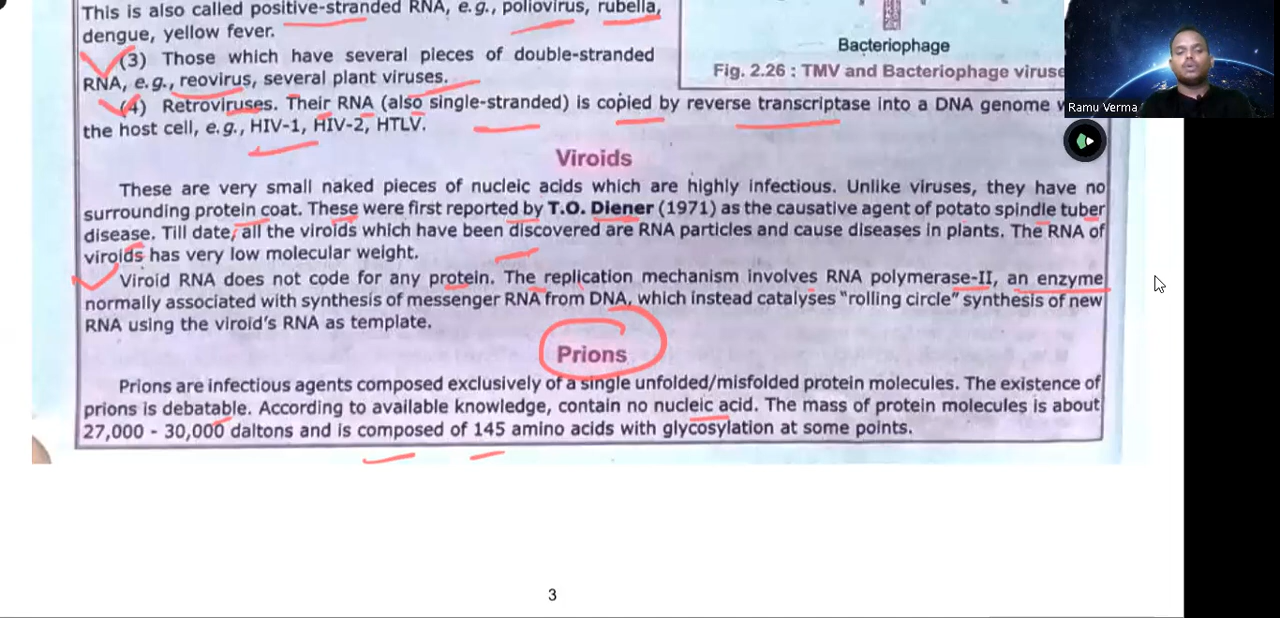 This is also called positive-stranded RNA, e.g., poliovirus, rubella,
dengue, yellow fever.
(3) Those which have several pieces of double-stranded
RNA, e.g., reovirus, several plant viruses.
(4) Retroviruses. Their RNA (also single-stranded) is copied by reverse transcriptase into a DNA genome
the host cell, e.g., HIV-1, HIV-2, HTLV.
Bacteriophage
Fig. 2.26 : TMV and Bacteriophage viruse
Ramu Verma
Viroids
These are very small naked pieces of nucleic acids which are highly infectious. Unlike viruses, they have no
surrounding protein coat. These were first reported by T.O. Diener (1971) as the causative agent of potato spindle tuber
disease. Till date, all the viroids which have been discovered are RNA particles and cause diseases in plants. The RNA of
viroids has very low molecular weight.
Viroid RNA does not code for any protein. The replication mechanism involves RNA polymerase-II, an enzyme
normally associated with synthesis of messenger RNA from DNA, which instead catalyses "rolling circle" synthesis of new
RNA using the viroid's RNA as template.
Prions
Prions are infectious agents composed exclusively of a single unfolded/misfolded protein molecules. The existence of
prions is debatable. According to available knowledge, contain no nucleic acid. The mass of protein molecules is about
27,000 - 30,000 daltons and is composed of 145 amino acids with glycosylation at some points.
3